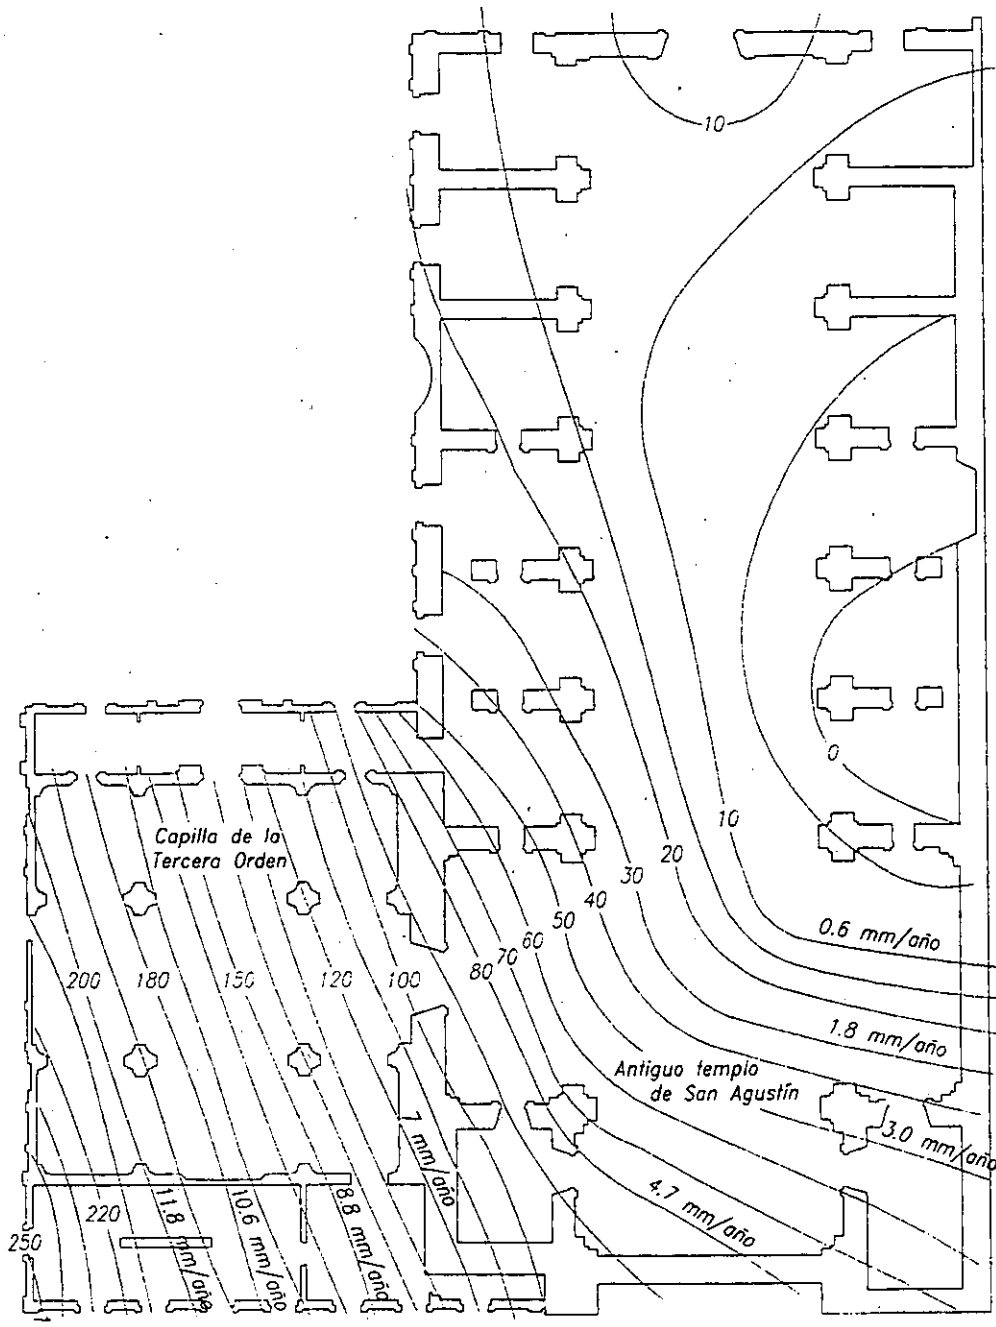 10
Capilla de la
Tercera Orden
0
10
20
30
40
50
60
70
80
0.6 mm/año
200
180
150
120
100
1.8 mm/año
Antiguo templo
de San Agustín
3.0 mm/año
4.7 mm/año
7 mm/año
8.8 mm/año
10.6 mm/año
11.8 mm/año
220
250